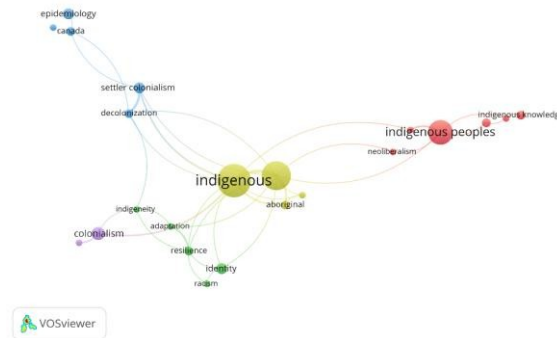 epidemiology
canada
settler colonialism
decolonization
indigenous knowledg
indigenous peoples
neoliberalism
indigenous
aboriginal
indigeneity
adaptation
colonialism
resilience
identity
racism
VOSviewer